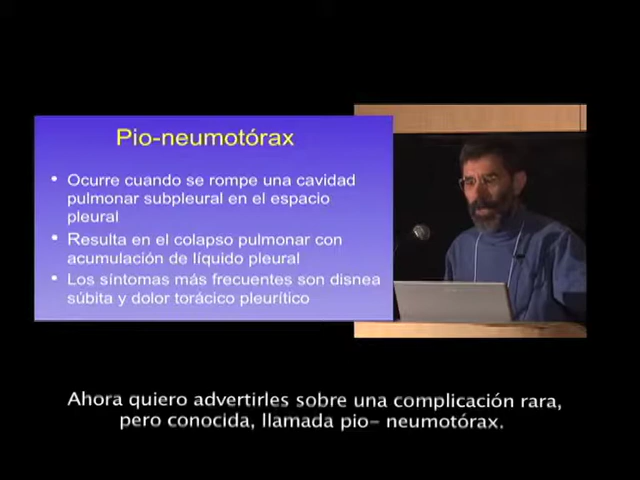 Pio-neumotórax
• Ocurre cuando se rompe una cavidad
pulmonar subpleural en el espacio
pleural
• Resulta en el colapso pulmonar con
acumulación de líquido pleural
• Los síntomas más frecuentes son disnea
súbita y dolor torácico pleurítico
Ahora quiero advertirles sobre una complicación rara,
pero conocida, llamada pio- neumotórax.